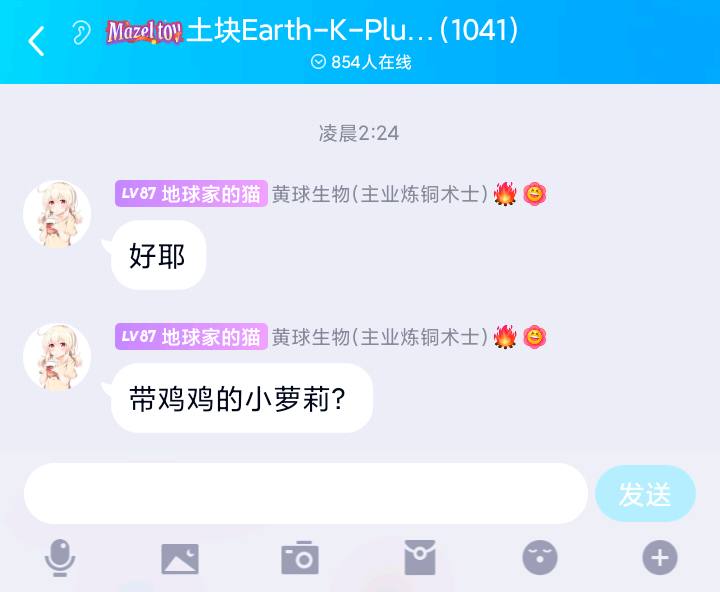 Mazel toy 土块Earth-K-Plu...(1041)
854人在线
凌晨2:24
LV87 地球家的猫 黄球生物(主业炼铜术士)
好耶
LV87 地球家的猫 黄球生物(主业炼铜术士)
带鸡鸡的小萝莉?
发送